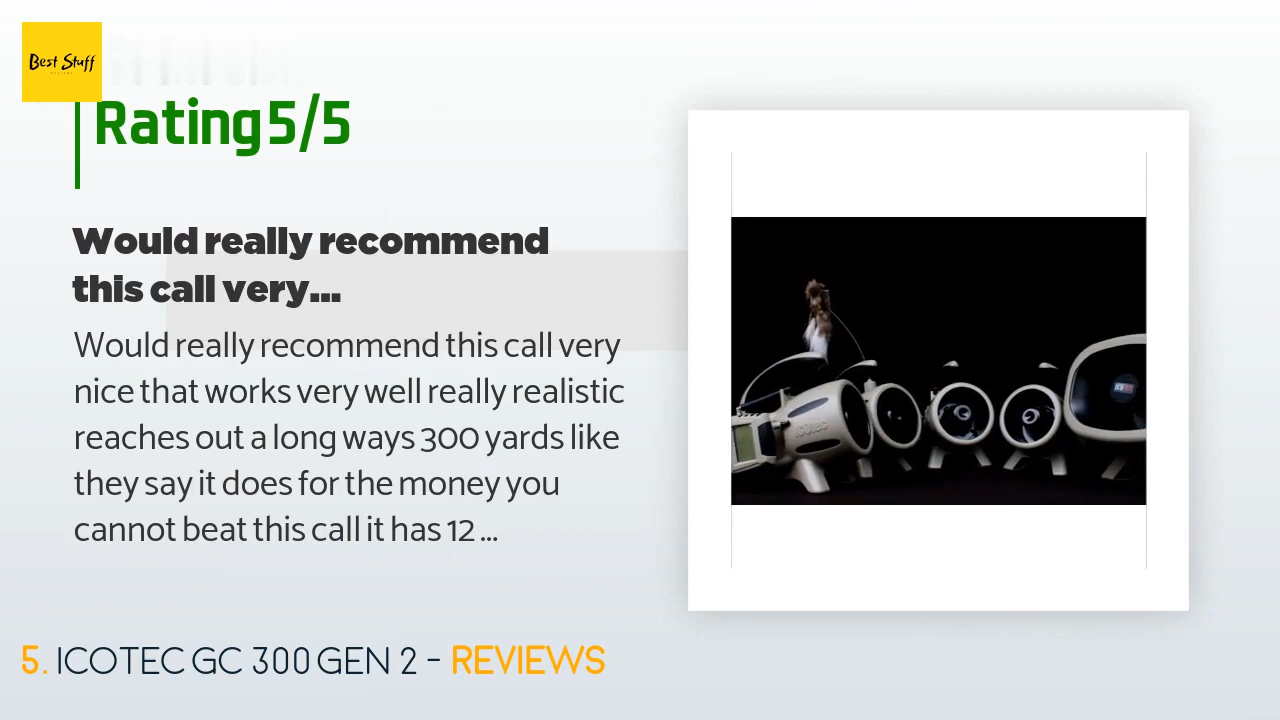 Best Stuff
Rating 5/5
Would really recommend
this call very...
Would really recommend this call very
nice that works very well really realistic
reaches out a long ways 300 yards like
they say it does for the money you
cannot beat this call it has 12 ...
ICOTEC
5. ICOTEC GC 300 GEN 2 - REVIEWS